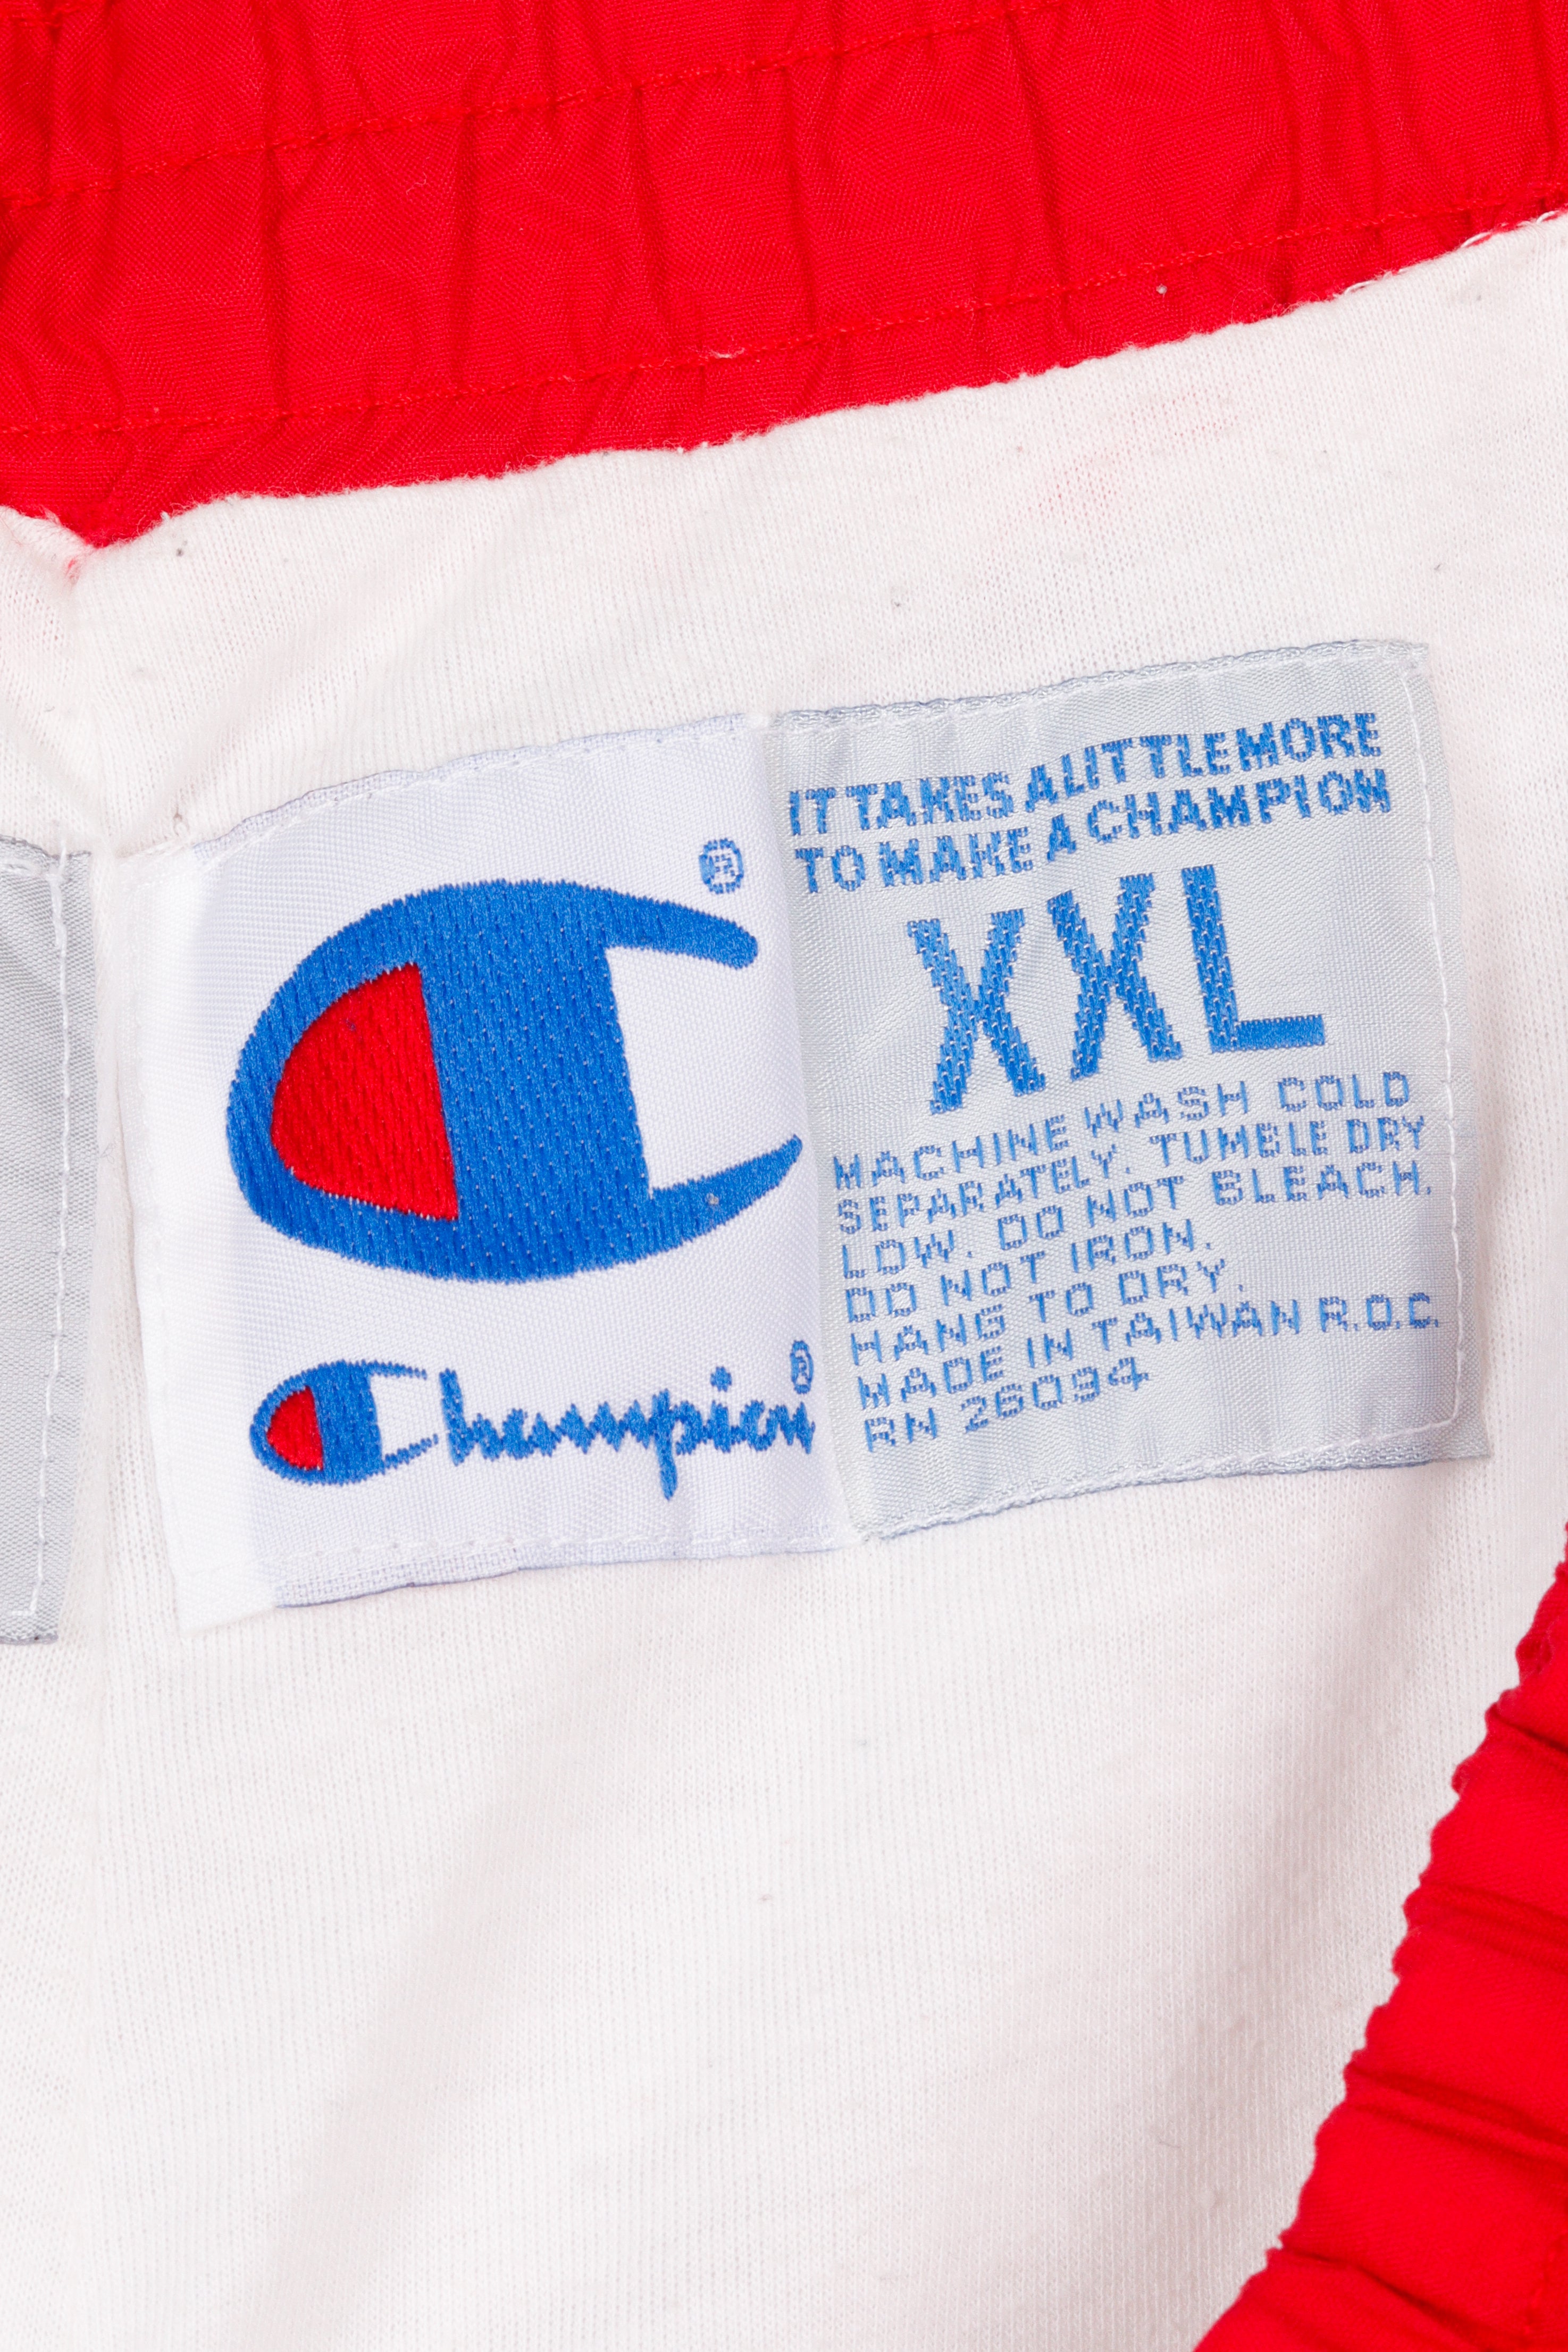 ®
Champion®
IT TAKES A LITTLE MORE
TO MAKE A CHAMPION
XXL
MACHINE WASH COLD
SEPARATELY. TUMBLE DRY
LOW. DO NOT BLEACH.
DO NOT IRON.
HANG TO DRY.
MADE IN TAIWAN R.O.C.
RN 26094